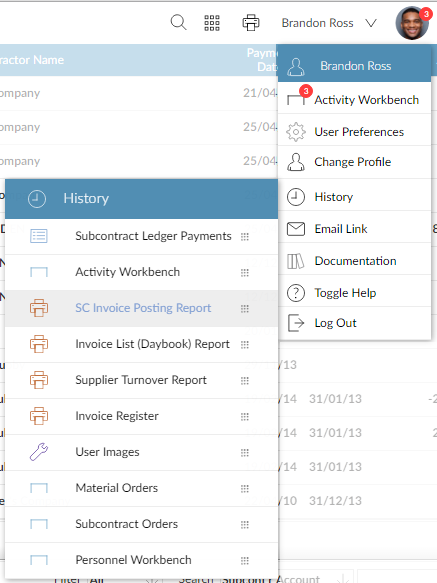 Brandon Ross
3
ractor Name
Paym
Dat
Brandon Ross
ompany
21/04
3
Activity Workbench
ompany
25/04
User Preferences
ompany
25/04
Change Profile
History
History
Subcontract Ledger Payments
Email Link
Activity Workbench
Documentation
SC Invoice Posting Report
Toggle Help
Log Out
Invoice List (Daybook) Report
Supplier Turnover Report
/13
Invoice Register
/14 31/01/13 -2
User Images
/14 31/01/13 2
/14 31/01/13
Material Orders
/10 31/12/13
Subcontract Orders
Personnel Workbench
Filter All Search Subcont Account